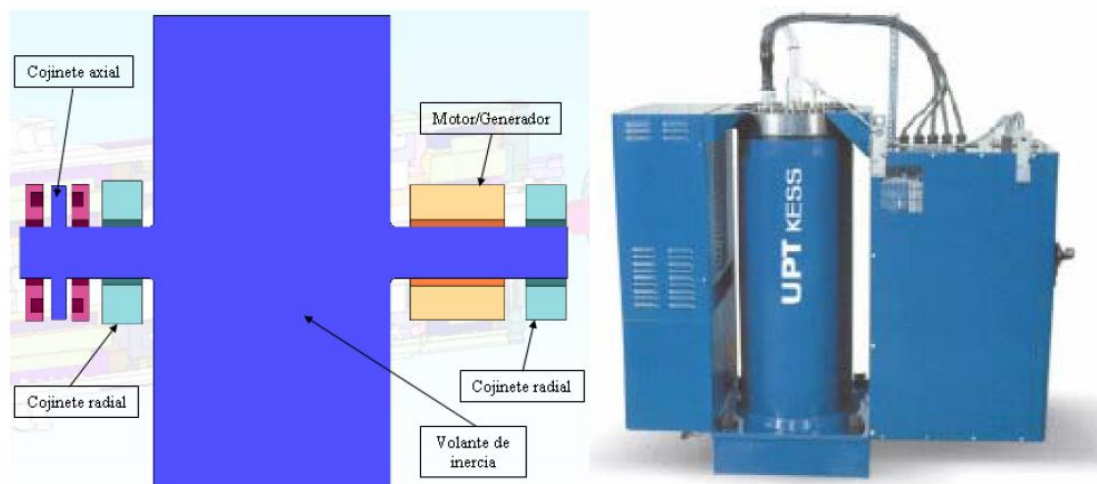 Cojinete axial
Motor/Generador
Cojinete radial
Cojinete radial
Volante de
inercia
UPT KESS